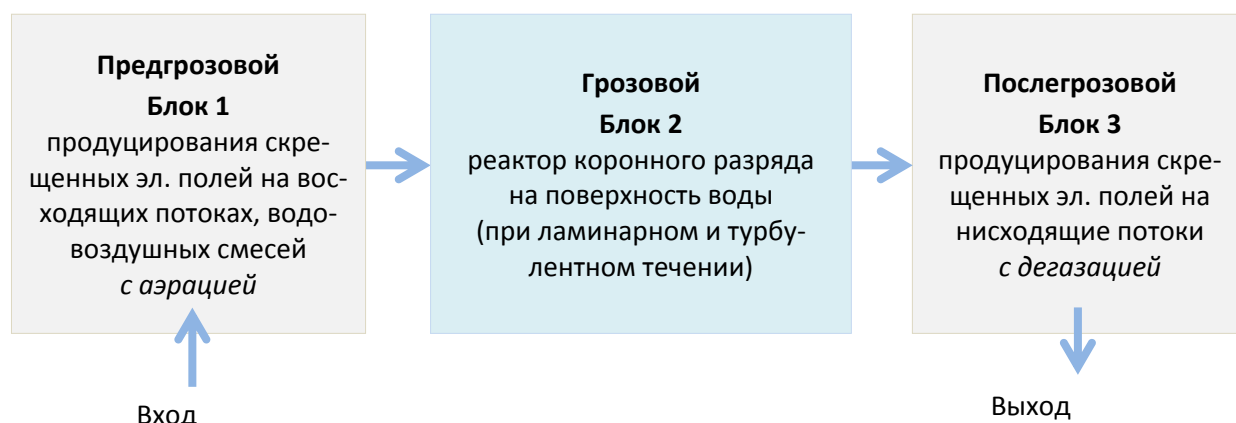 Предгрозовой
Блок 1
продуцирования скре-
щенных эл. полей на вос-
ходящих потоках, водо-
воздушных смесей
с аэрацией
Грозовой
Блок 2
реактор коронного разряда
на поверхность воды
(при ламинарном и турбу-
лентном течении)
Послегрозовой
Блок 3
продуцирования скре-
щенных эл. полей на
нисходящие потоки
с дегазацией
Вход
Выход